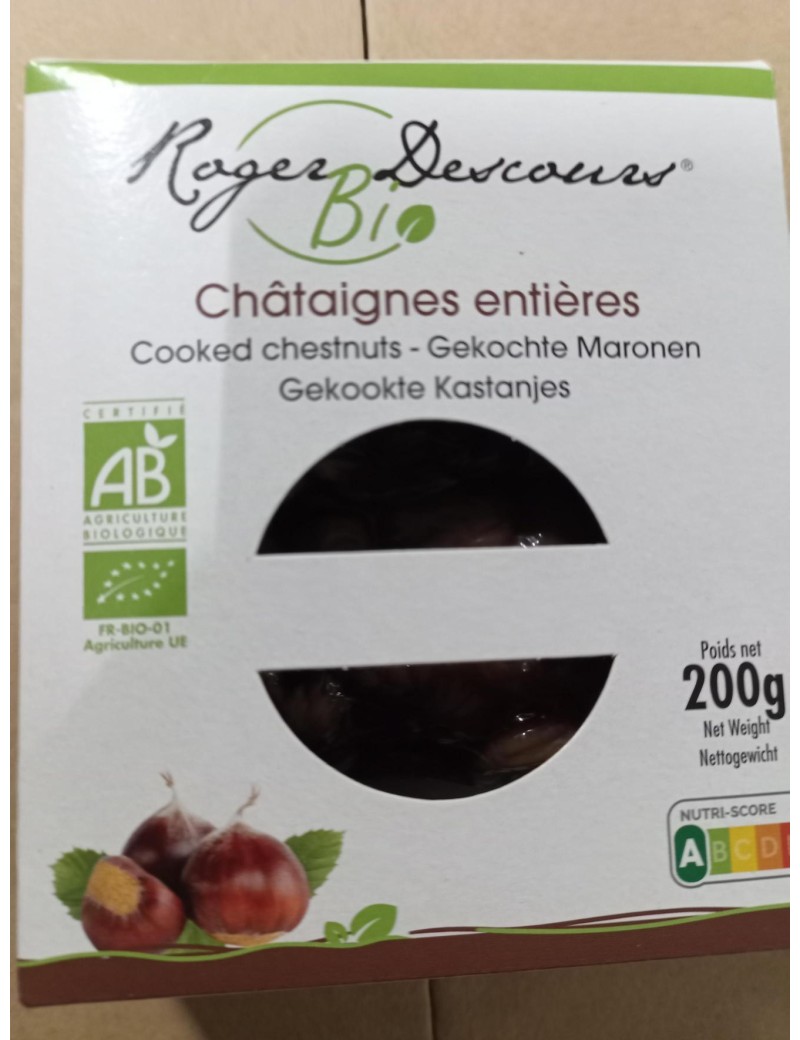 Roger Descours®
Bio
Châtaignes entières
Cooked chestnuts - Gekochte Maronen
Gekookte Kastanjes
CERTIFIÉ
AB
AGRICULTURE
BIOLOGIQUE
FR-BIO-01
Agriculture UE
Poids net
200g
Net Weight
Nettogewicht
NUTRI-SCORE
A B C D